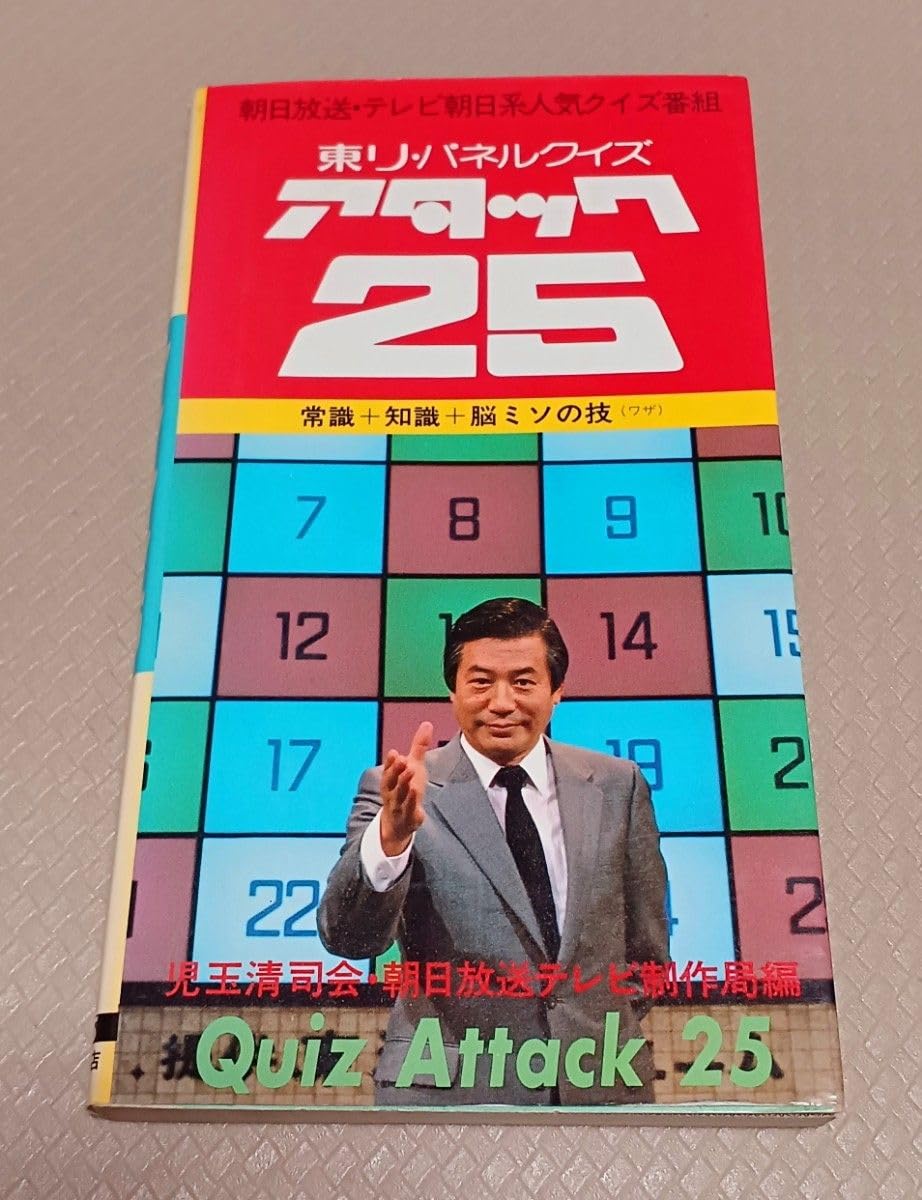 朝日放送・テレビ朝日系人気クイズ番組
東リ・パネルクイズ
アタック
25
常識＋知識＋脳ミソの技（ワザ）
7 8 9 10
12 14 15
17 19
22
児玉清司会・朝日放送テレビ制作局編
Quiz Attack 25